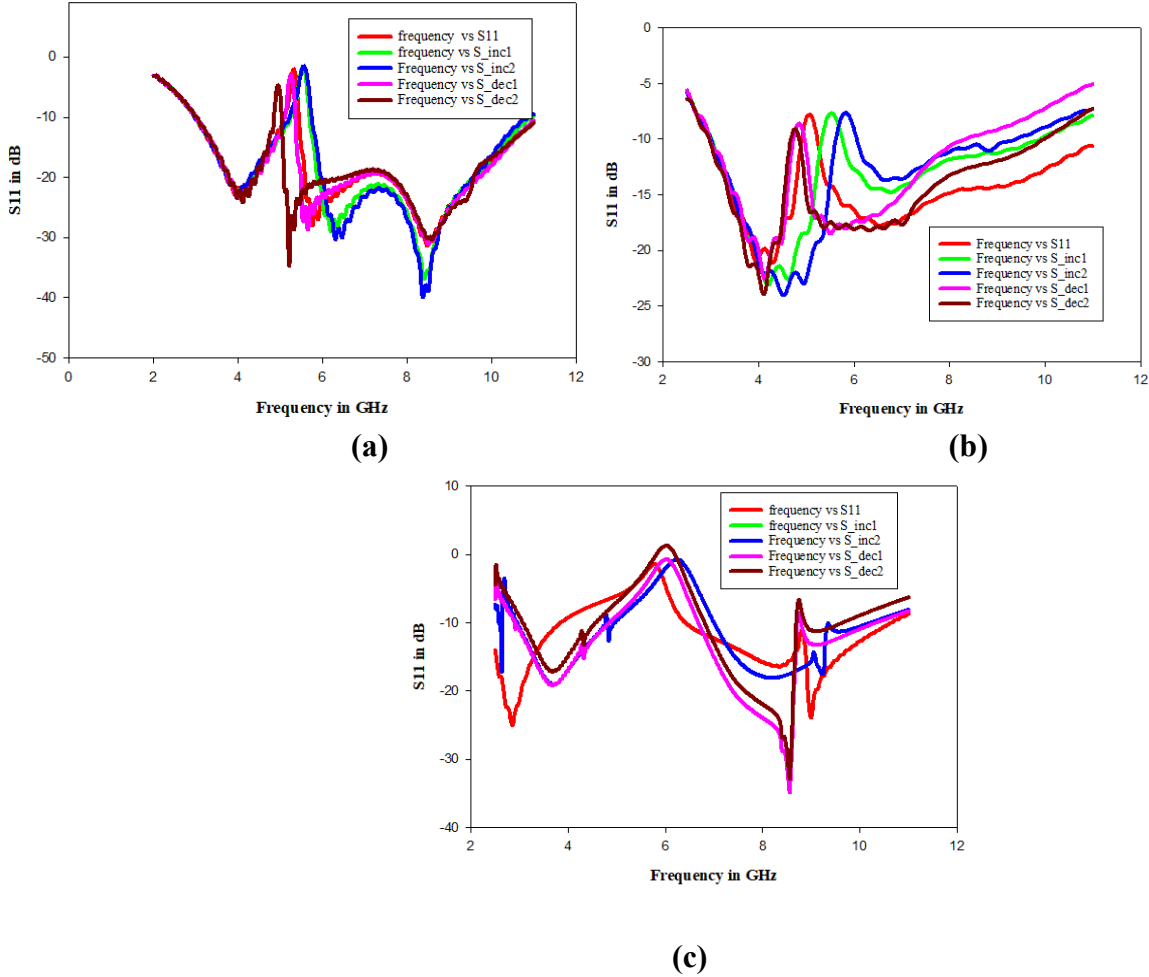 frequency  vs S11
frequency vs S_inc1
Frequency vs S_inc2
Frequency vs S_dec1
Frequency vs S_dec2
0
-10
-20
-30
-40
-50
S11 in dB
0 2 4 6 8 10 12
Frequency in GHz
(a)
0
-5
-10
-15
-20
-25
-30
S11 in dB
Frequency vs S11
Frequency vs S_inc1
Frequency vs S_inc2
Frequency vs S_dec1
Frequency vs S_dec2
2 4 6 8 10 12
Frequency in GHz
(b)
10
0
-10
-20
-30
-40
S11 in dB
frequency vs S11
frequency vs S_inc1
Frequency vs S_inc2
Frequency vs S_dec1
Frequency vs S_dec2
2 4 6 8 10 12
Frequency in GHz
(c)